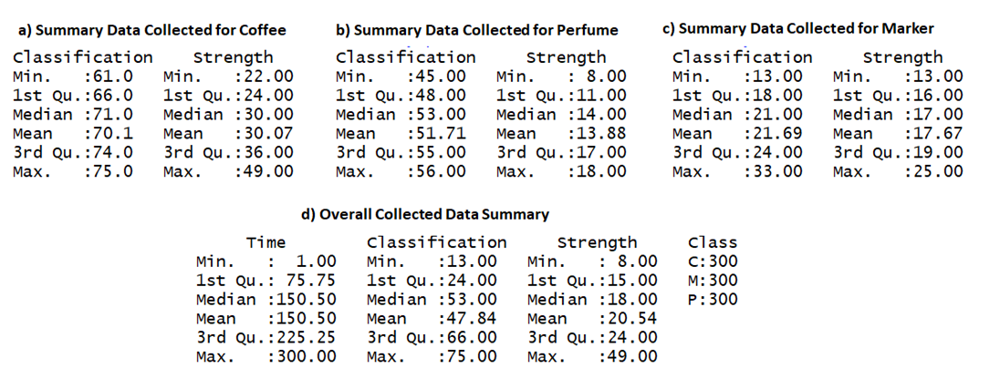 a) Summary Data Collected for Coffee
Classification Strength
Min. :61.0 Min. :22.00
1st Qu.:66.0 1st Qu.:24.00
Median :71.0 Median :30.00
Mean :70.1 Mean :30.07
3rd Qu.:74.0 3rd Qu.:36.00
Max. :75.0 Max. :49.00
b) Summary Data Collected for Perfume
Classification Strength
Min. :45.00 Min. : 8.00
1st Qu.:48.00 1st Qu.:11.00
Median :53.00 Median :14.00
Mean :51.71 Mean :13.88
3rd Qu.:55.00 3rd Qu.:17.00
Max. :56.00 Max. :18.00
c) Summary Data Collected for Marker
Classification Strength
Min. :13.00 Min. :13.00
1st Qu.:18.00 1st Qu.:16.00
Median :21.00 Median :17.00
Mean :21.69 Mean :17.67
3rd Qu.:24.00 3rd Qu.:19.00
Max. :33.00 Max. :25.00
d) Overall Collected Data Summary
Time Classification Strength Class
Min. : 1.00 Min. :13.00 Min. : 8.00 C:300
1st Qu.: 75.75 1st Qu.:24.00 1st Qu.:15.00 M:300
Median :150.50 Median :53.00 Median :18.00 P:300
Mean :150.50 Mean :47.84 Mean :20.54
3rd Qu.:225.25 3rd Qu.:66.00 3rd Qu.:24.00
Max. :300.00 Max. :75.00 Max. :49.00